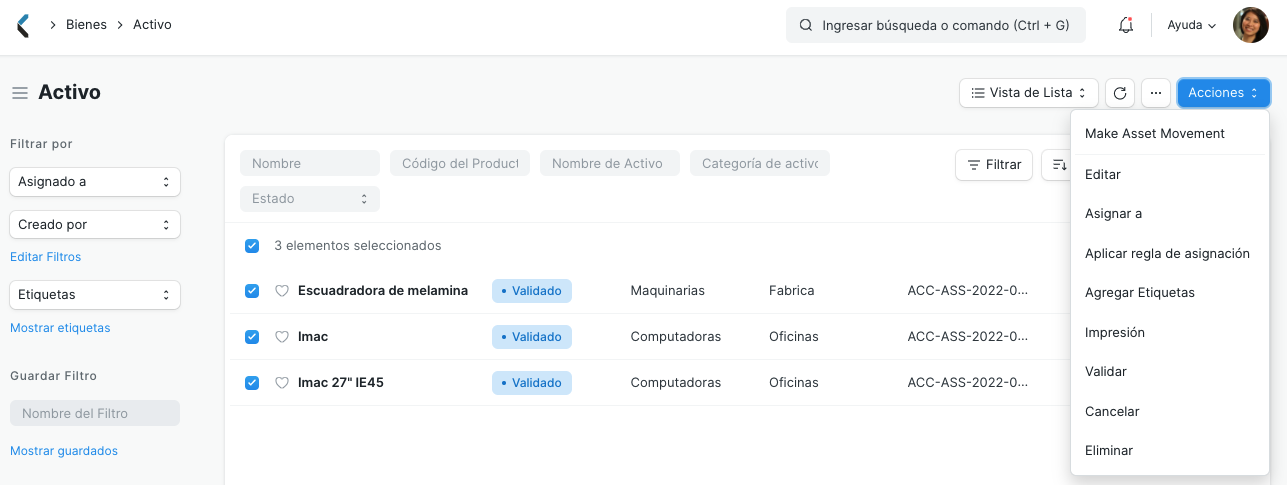 Bienes
Activo
Ingresar búsqueda o comando (Ctrl + G)
Ayuda
Activo
Vista de Lista
Acciones
Filtrar por
Asignado a
Creado por
Editar Filtros
Etiquetas
Mostrar etiquetas
Guardar Filtro
Nombre del Filtro
Mostrar guardados
Nombre
Código del Product
Nombre de Activo
Categoría de activo
Filtrar
Estado
3 elementos seleccionados
Escuadradora de melamina • Validado Maquinarias Fabrica ACC-ASS-2022-0...
Imac • Validado Computadoras Oficinas ACC-ASS-2022-0...
Imac 27" IE45 • Validado Computadoras Oficinas ACC-ASS-2022-0...
Make Asset Movement
Editar
Asignar a
Aplicar regla de asignación
Agregar Etiquetas
Impresión
Validar
Cancelar
Eliminar